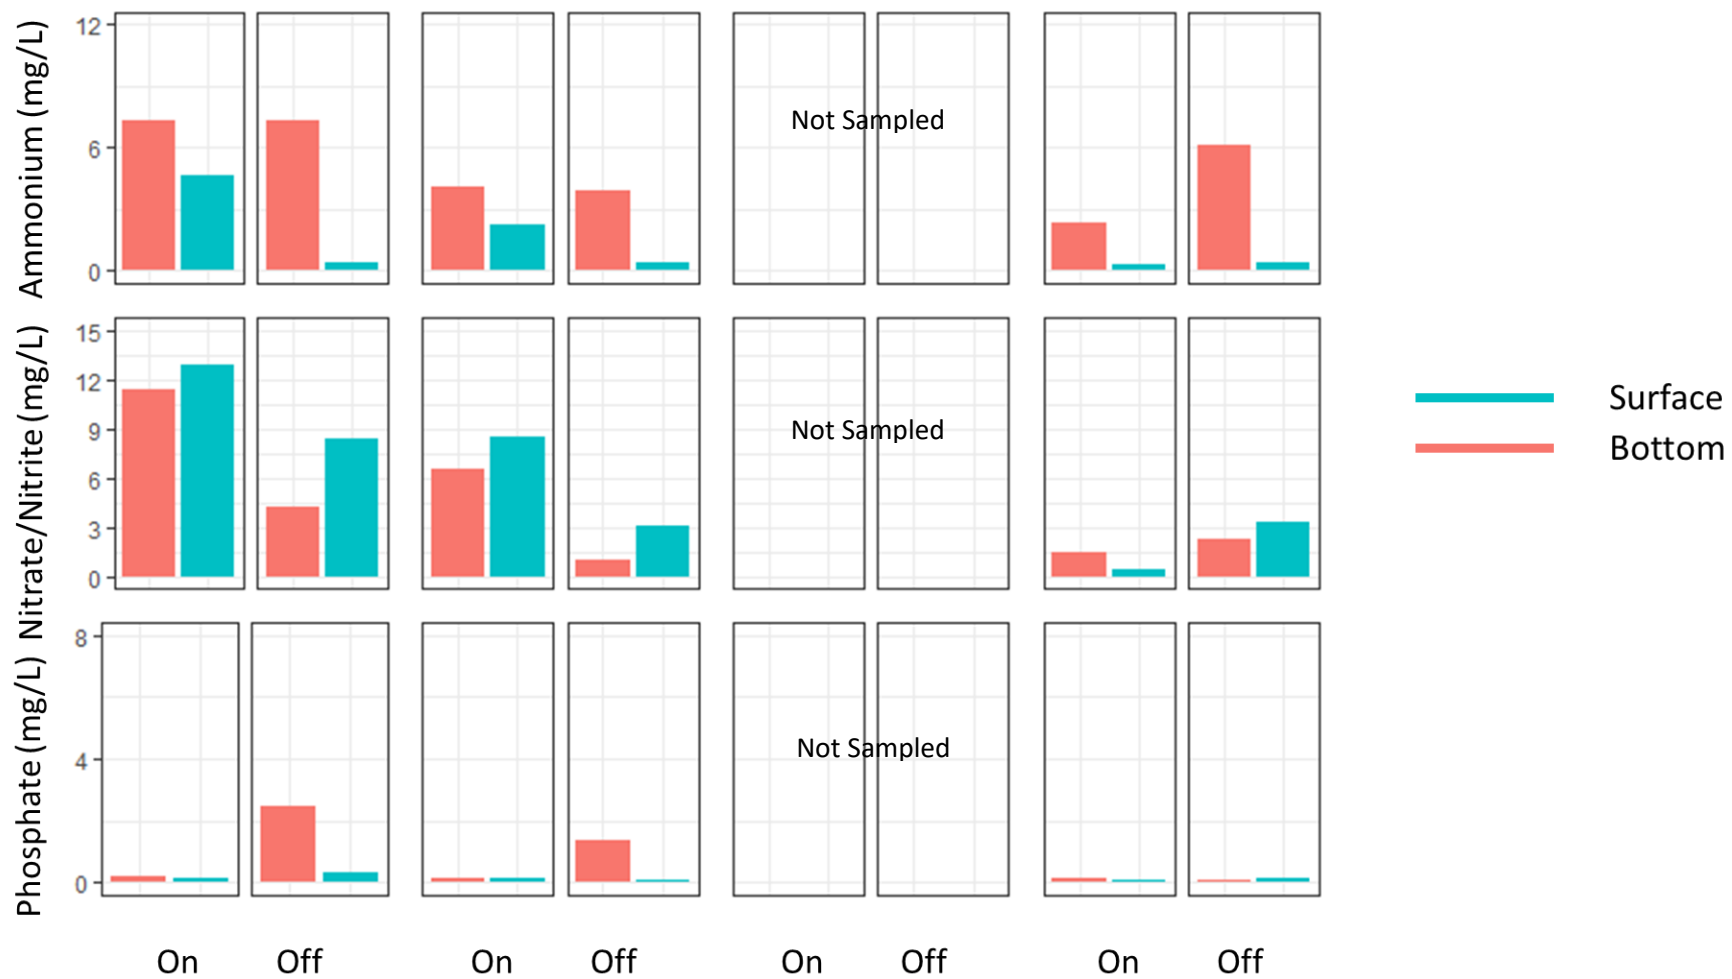 Ammonium (mg/L)
12
6
0
Not Sampled
Nitrate/Nitrite (mg/L)
15
12
9
6
3
0
Not Sampled
Surface
Bottom
Phosphate (mg/L)
8
4
0
Not Sampled
On Off On Off On Off On Off